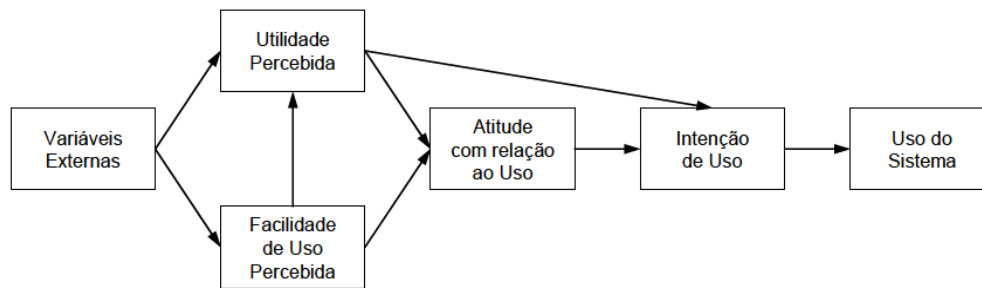 Utilidade
Percebida
Variáveis
Externas
Atitude
com relação
ao Uso
Intenção
de Uso
Uso do
Sistema
Facilidade
de Uso
Percebida